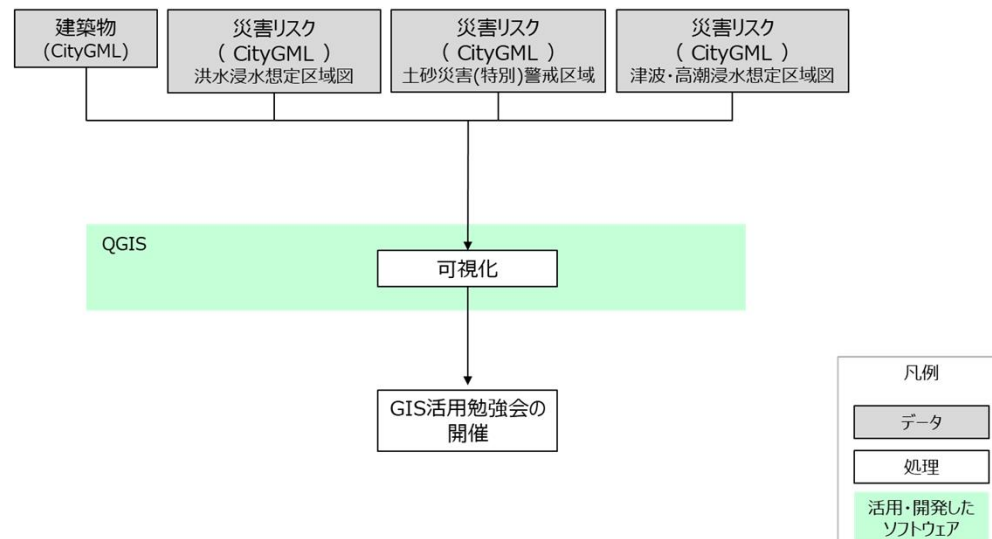 建築物
(CityGML)
災害リスク
( CityGML )
洪水浸水想定区域図
災害リスク
( CityGML )
土砂災害(特別)警戒区域
災害リスク
( CityGML )
津波・高潮浸水想定区域図
QGIS
可視化
GIS活用勉強会の
開催
凡例
データ
処理
活用・開発した
ソフトウェア